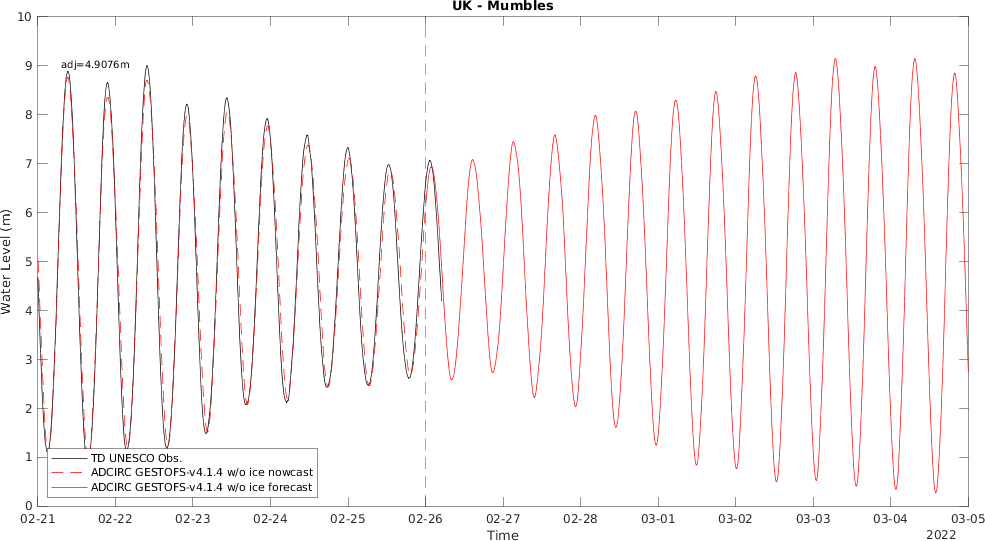 UK - Mumbles
10
9
8
7
6
5
4
3
2
1
0
Water Level (m)
adj=4.9076m
TD UNESCO Obs.
ADCIRC GESTOFS-v4.1.4 w/o ice nowcast
ADCIRC GESTOFS-v4.1.4 w/o ice forecast
02-21 02-22 02-23 02-24 02-25 02-26 02-27 02-28 03-01 03-02 03-03 03-04 03-05
Time
2022